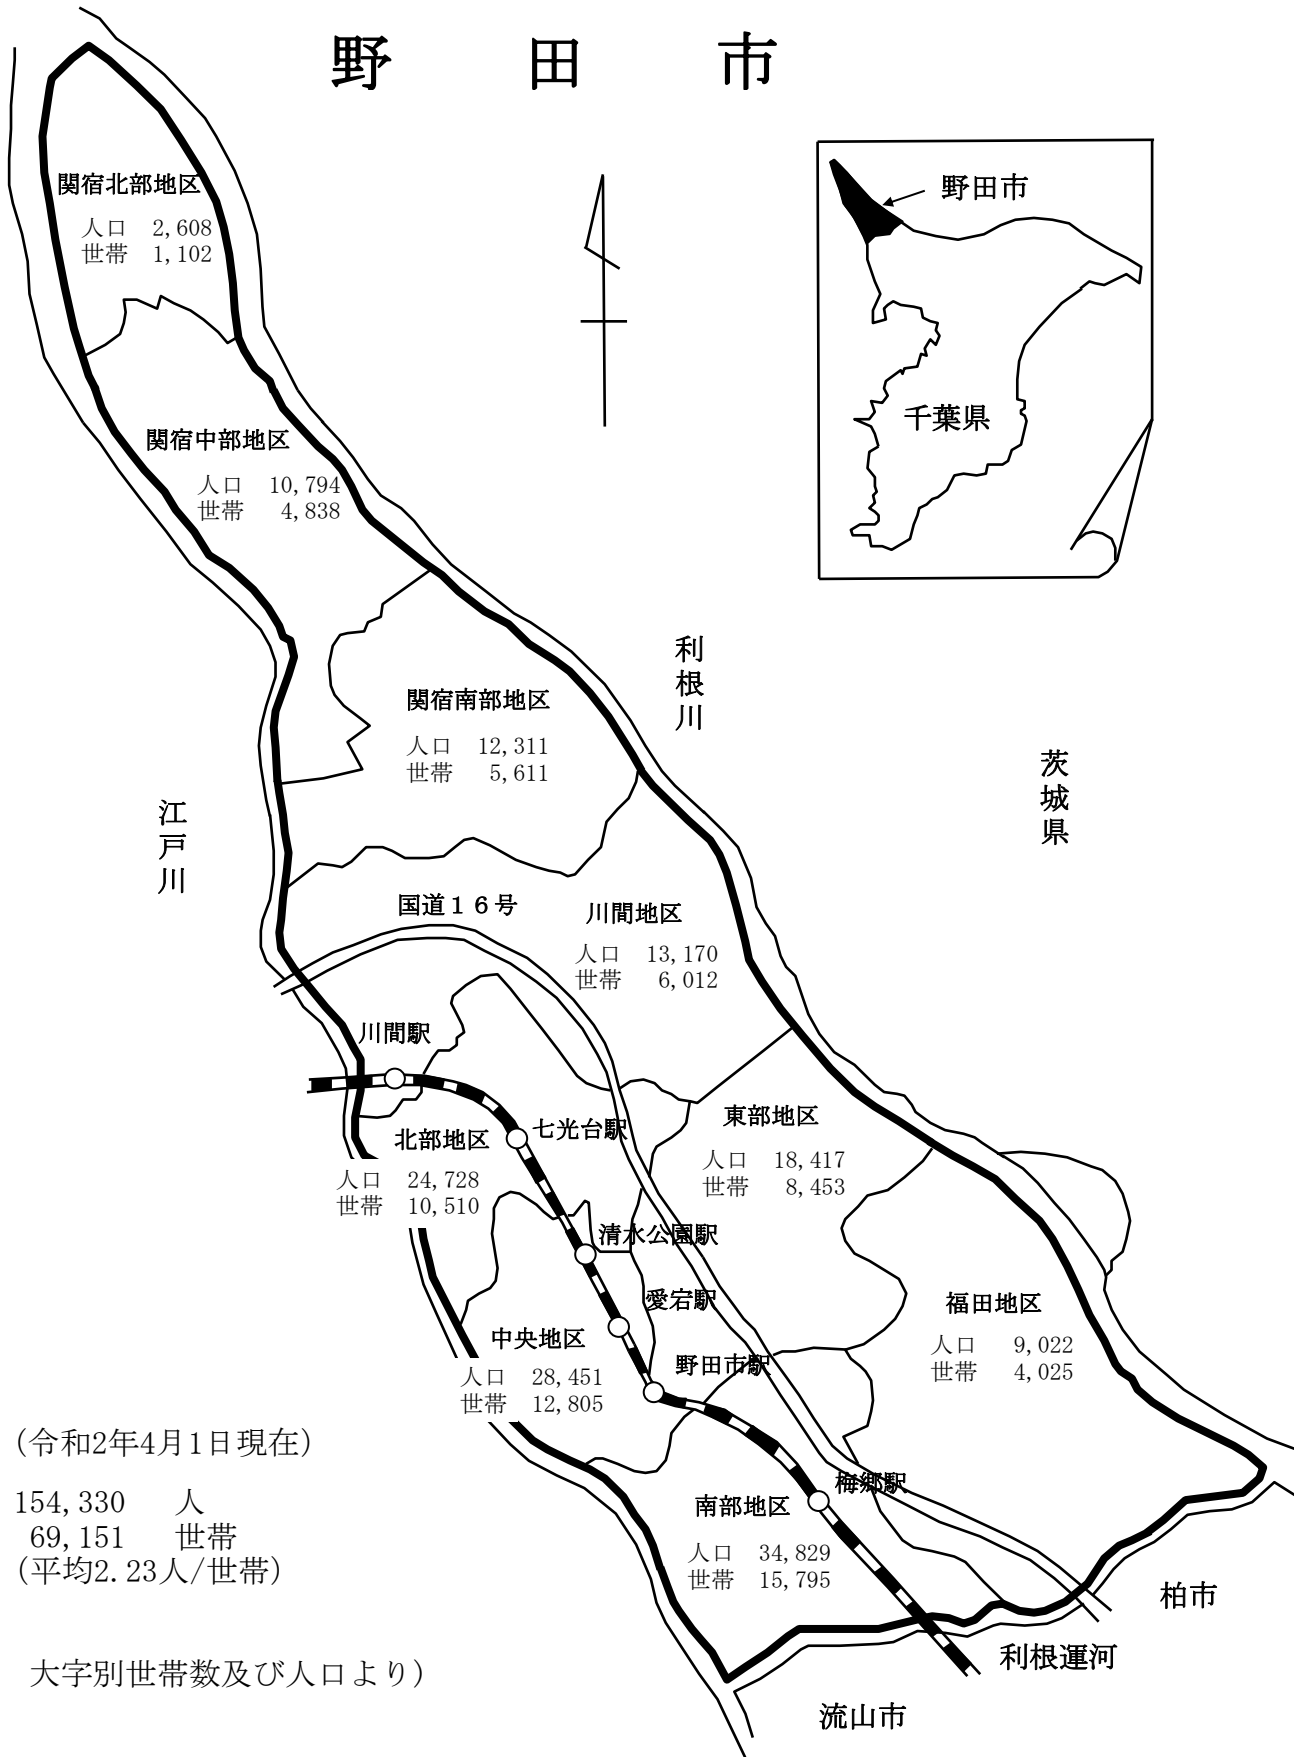 野田市
野田市
千葉県
関宿北部地区
人口 2,608
世帯 1,102
関宿中部地区
人口 10,794
世帯 4,838
利根川
関宿南部地区
人口 12,311
世帯 5,611
茨城県
江戸川
国道１６号
川間地区
人口 13,170
世帯 6,012
川間駅
七光台駅
北部地区
人口 24,728
世帯 10,510
東部地区
人口 18,417
世帯 8,453
清水公園駅
愛宕駅
中央地区
人口 28,451
世帯 12,805
野田市駅
福田地区
人口 9,022
世帯 4,025
梅郷駅
南部地区
人口 34,829
世帯 15,795
(令和2年4月1日現在)
154,330 人
69,151 世帯
(平均2.23人/世帯)
大字別世帯数及び人口より)
柏市
利根運河
流山市